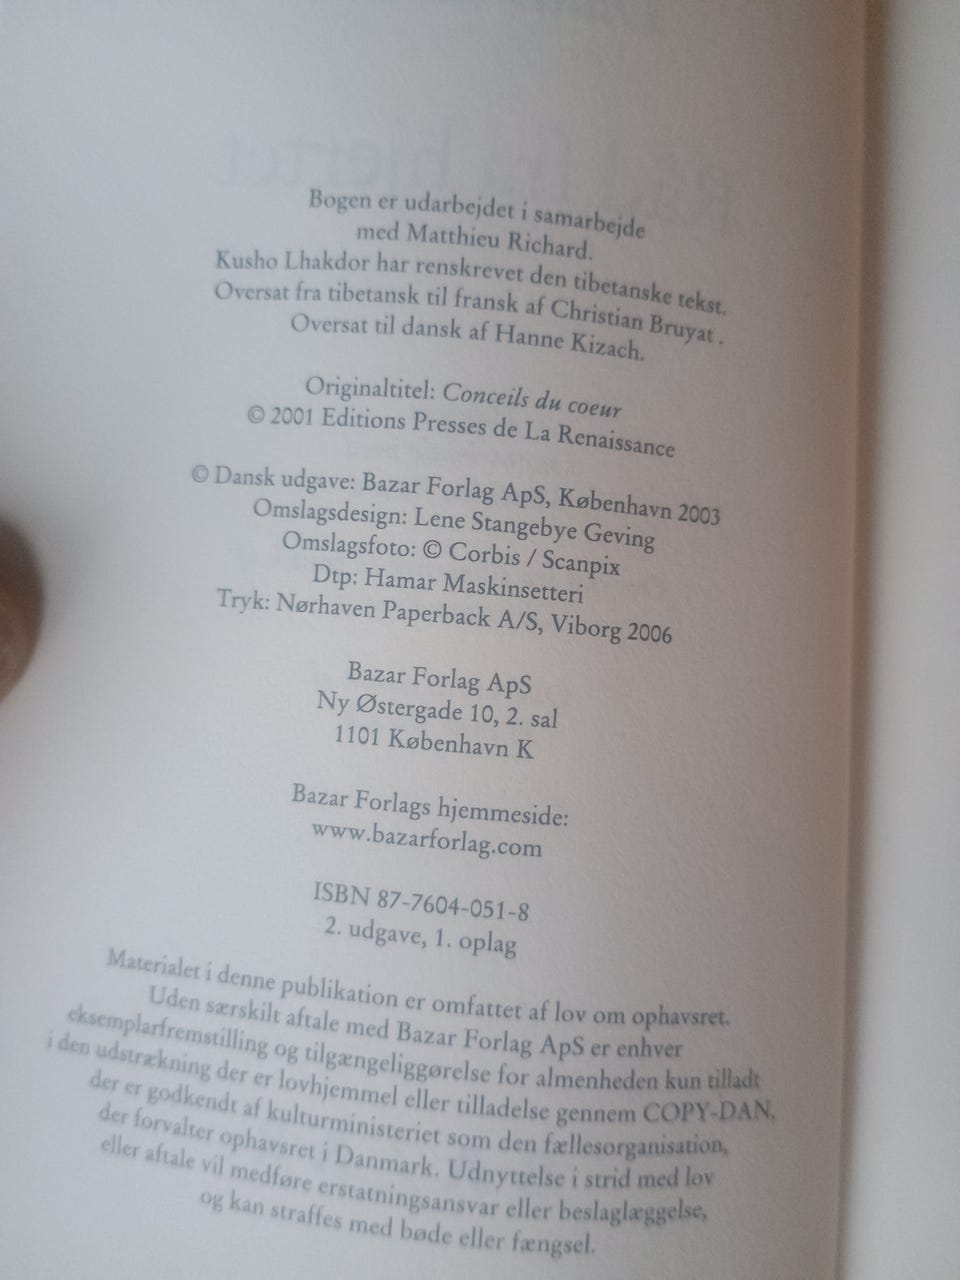 Bogen er udarbejdet i samarbejde
med Matthieu Richard.
Kusho Lhakdor har renskrevet den tibetanske tekst.
Oversat fra tibetansk til fransk af Christian Bruyat .
Oversat til dansk af Hanne Kizach.
Originaltitel: Conceils du coeur
© 2001 Editions Presses de La Renaissance
© Dansk udgave: Bazar Forlag ApS, København 2003
Omslagsdesign: Lene Stangebye Geving
Omslagsfoto: © Corbis / Scanpix
Dtp: Hamar Maskinsetteri
Tryk: Nørhaven Paperback A/S, Viborg 2006
Bazar Forlag ApS
Ny Østergade 10, 2. sal
1101 København K
Bazar Forlags hjemmeside:
www.bazarforlag.com
ISBN 87-7604-051-8
2. udgave, 1. oplag
Materialet i denne publikation er omfattet af lov om ophavsret.
Uden særskilt aftale med Bazar Forlag ApS er enhver
eksemplarfremstilling og tilgængeliggørelse for almenheden kun tilladt
i den udstrækning der er lovhjemmel eller tilladelse gennem COPY-DAN,
der er godkendt af kulturministeriet som den fællesorganisation,
der forvalter ophavsret i Danmark. Udnyttelse i strid med lov
eller aftale vil medføre erstatningsansvar eller beslaglæggelse,
og kan straffes med bøde eller fængsel.